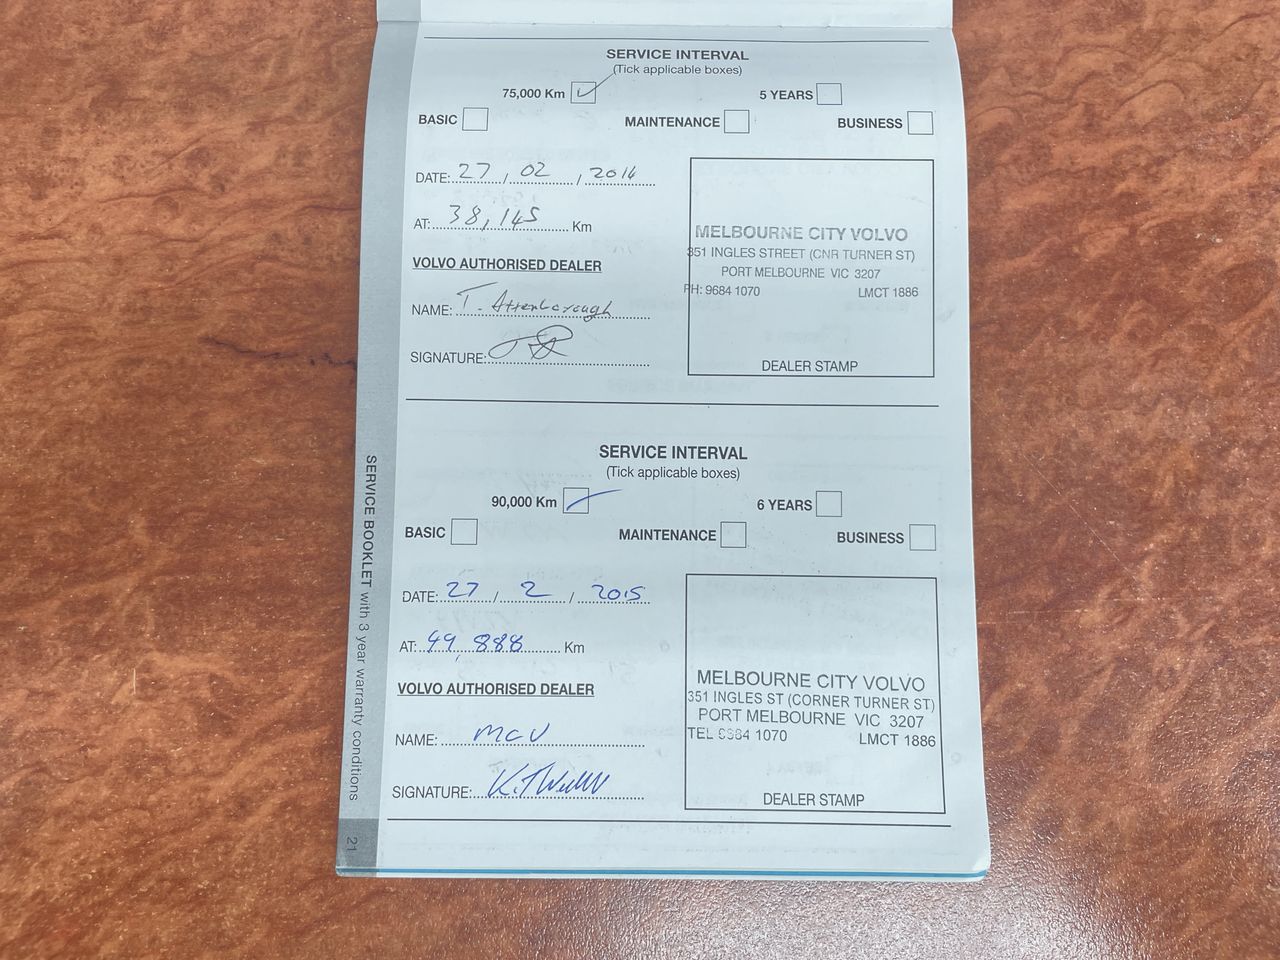 SERVICE INTERVAL
(Tick applicable boxes)
75,000 Km 5 YEARS
BASIC MAINTENANCE BUSINESS
DATE: 27, 02, 2014
AT: 38,145 Km
VOLVO AUTHORISED DEALER
NAME: T. Attenborough
SIGNATURE:
MELBOURNE CITY VOLVO
351 INGLES STREET (CNR TURNER ST)
PORT MELBOURNE VIC 3207
PH: 9684 1070 LMCT 1886
DEALER STAMP
SERVICE INTERVAL
(Tick applicable boxes)
90,000 Km 6 YEARS
BASIC MAINTENANCE BUSINESS
DATE: 27 / 2 / 2015
AT: 49,888 Km
VOLVO AUTHORISED DEALER
NAME: MCV
SIGNATURE:
MELBOURNE CITY VOLVO
351 INGLES ST (CORNER TURNER ST)
PORT MELBOURNE VIC 3207
TEL 9684 1070 LMCT 1886
DEALER STAMP
SERVICE BOOKLET with 3 year warranty conditions
21